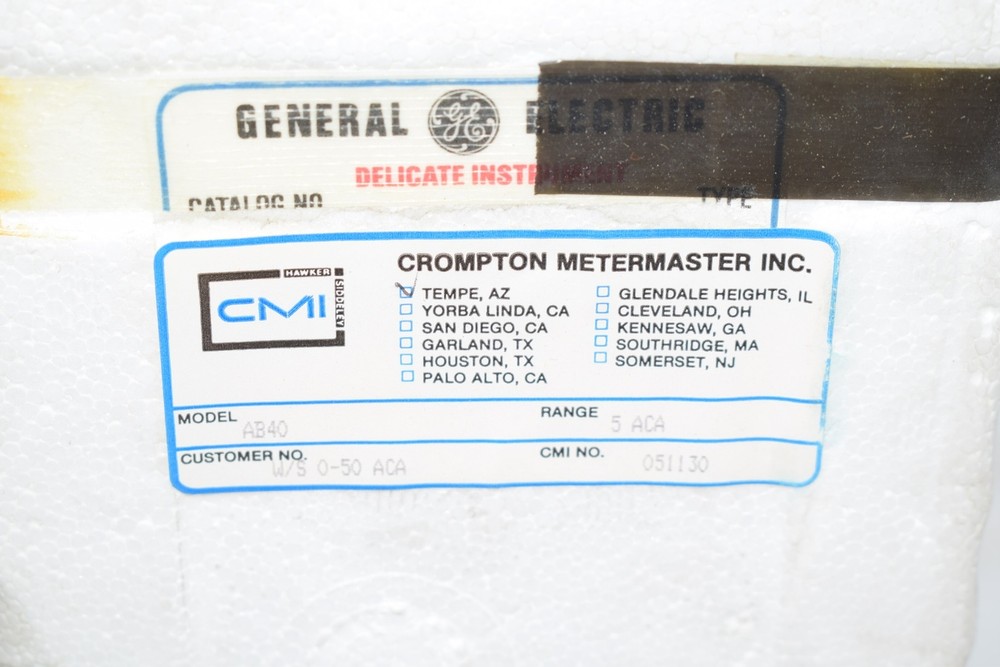 GENERAL GE ELECTRIC
DELICATE INSTRUMENT
CATALOG NO
TYPE
HAWKER
SIDDELEY
CMI
CROMPTON METERMASTER INC.
TEMPE, AZ
YORBA LINDA, CA
SAN DIEGO, CA
GARLAND, TX
HOUSTON, TX
PALO ALTO, CA
GLENDALE HEIGHTS, IL
CLEVELAND, OH
KENNESAW, GA
SOUTHRIDGE, MA
SOMERSET, NJ
MODEL AB40
RANGE 5 ACA
CUSTOMER NO. W/S 0-50 ACA
CMI NO. 051130